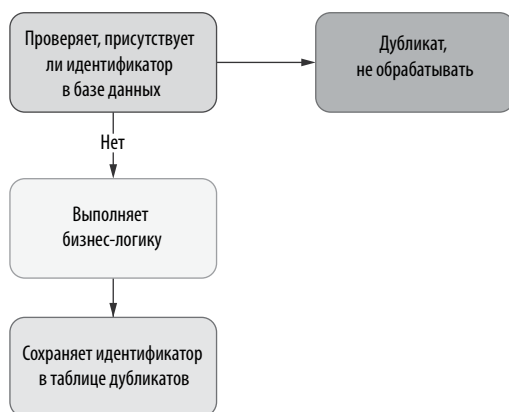 Проверяет, присутствует
ли идентификатор
в базе данных
Дубликат,
не обрабатывать
Нет
Выполняет
бизнес-логику
Сохраняет идентификатор
в таблице дубликатов